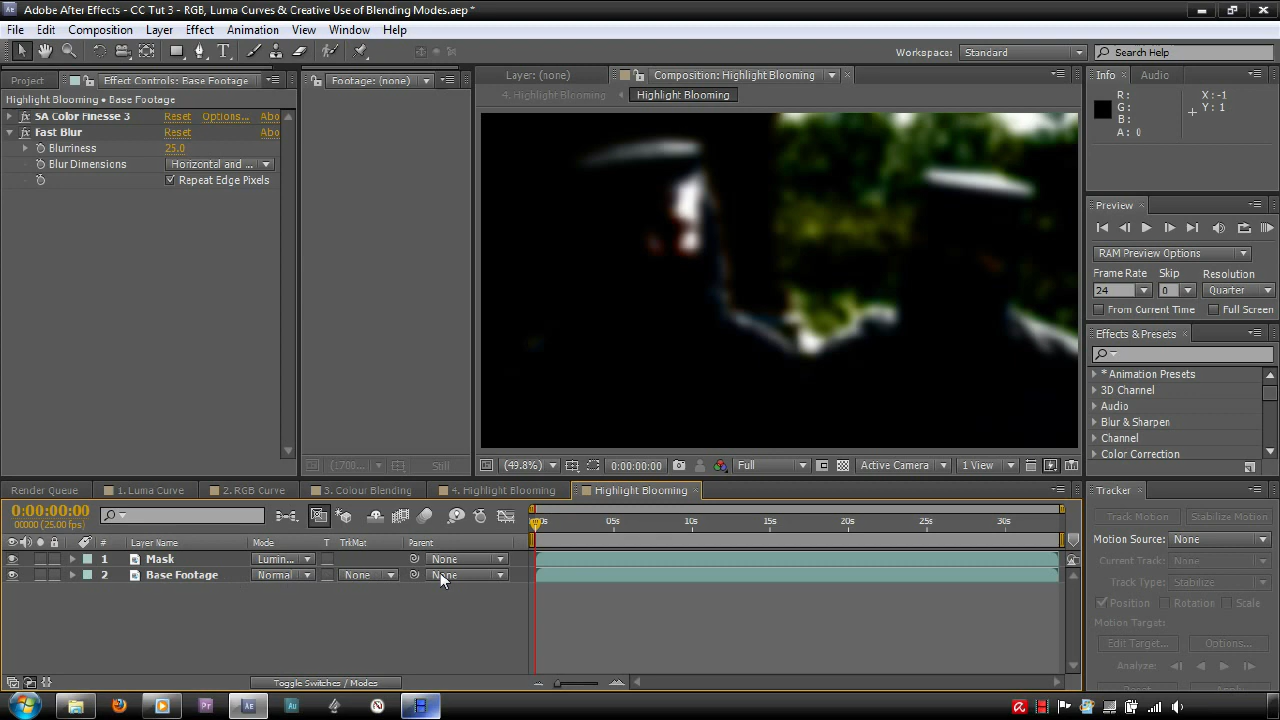 Adobe After Effects - CC Tut 3 - RGB, Luma Curves & Creative Use of Blending Modes.aep *
File Edit Composition Layer Effect Animation View Window Help
Workspace: Standard Search Help
Project Effect Controls: Base Footage Footage: (none) Layer: (none) Composition: Highlight Blooming Info Audio
Highlight Blooming • Base Footage 4. Highlight Blooming Highlight Blooming
R: X: -1
G: Y: 1
B:
A: 0
SA Color Finesse 3 Reset Options... Abo
Fast Blur Reset Abo
Blurriness 25.0
Blur Dimensions Horizontal and ...
Repeat Edge Pixels
Preview
RAM Preview Options
Frame Rate Skip Resolution
24 0 Quarter
From Current Time Full Screen
Effects & Presets
* Animation Presets
3D Channel
Audio
Blur & Sharpen
Channel
Color Correction
(1700... Still (49.8%) 0:00:00:00 Full Active Camera 1 View
Render Queue 1. Luma Curve 2. RGB Curve 3. Colour Blending 4. Highlight Blooming Highlight Blooming Tracker
0:00:00:00
00000 (25.00 fps)
05s 10s 15s 20s 25s 30s
Layer Name Mode T TrkMat Parent
1 Mask Lumin... None
2 Base Footage Normal None None
Toggle Switches / Modes
Track Motion Stabilize Motion
Motion Source: None
Current Track: None
Track Type: Stabilize
Position Rotation Scale
Motion Target:
Edit Target... Options...
Analyze: